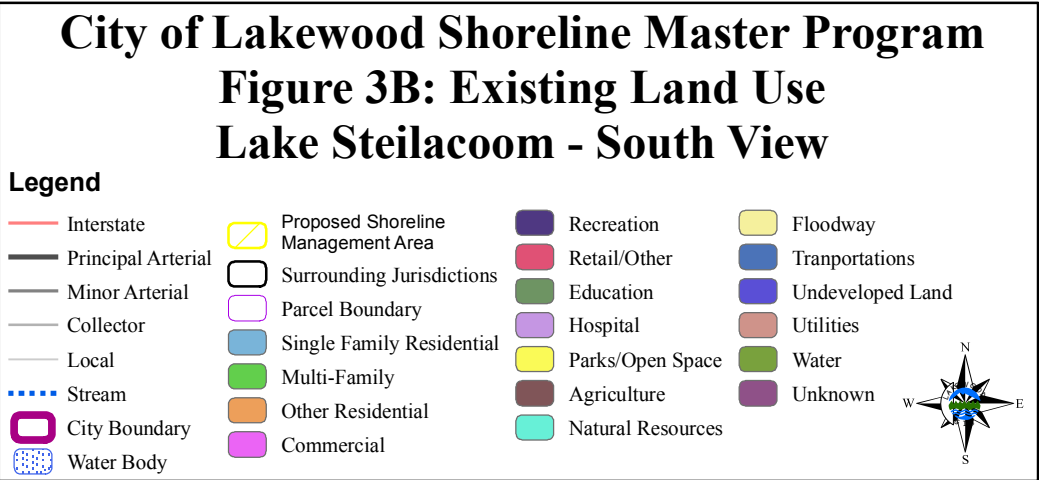 City of Lakewood Shoreline Master Program
Figure 3B: Existing Land Use
Lake Steilacoom - South View
Legend
Interstate
Principal Arterial
Minor Arterial
Collector
Local
Stream
City Boundary
Water Body
Proposed Shoreline
Management Area
Surrounding Jurisdictions
Parcel Boundary
Single Family Residential
Multi-Family
Other Residential
Commercial
Recreation
Retail/Other
Education
Hospital
Parks/Open Space
Agriculture
Natural Resources
Floodway
Tranportations
Undeveloped Land
Utilities
Water
Unknown
N
W
E
S